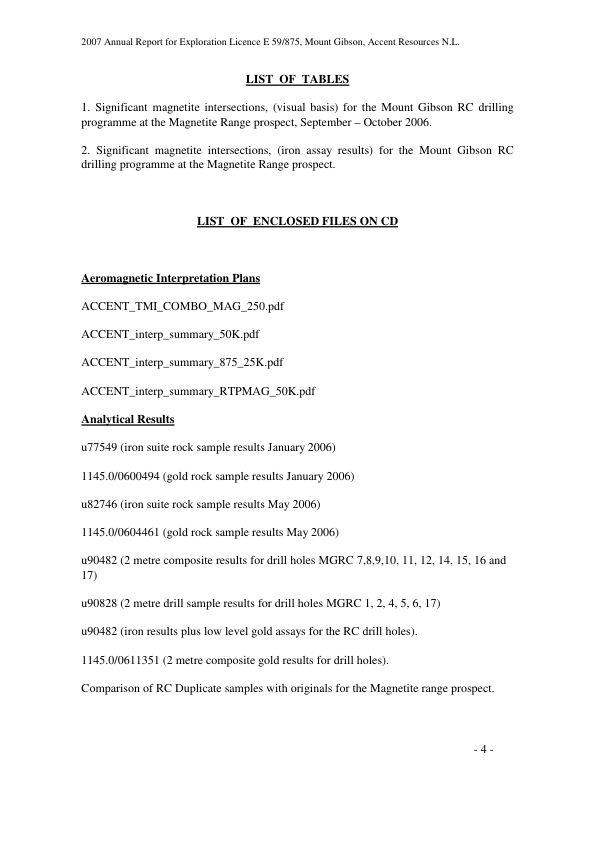 2007 Annual Report for Exploration Licence E 59/875, Mount Gibson, Accent Resources N.L.
LIST OF TABLES
1. Significant magnetite intersections, (visual basis) for the Mount Gibson RC drilling
programme at the Magnetite Range prospect, September – October 2006.
2. Significant magnetite intersections, (iron assay results) for the Mount Gibson RC
drilling programme at the Magnetite Range prospect.
LIST OF ENCLOSED FILES ON CD
Aeromagnetic Interpretation Plans
ACCENT_TMI_COMBO_MAG_250.pdf
ACCENT_interp_summary_50K.pdf
ACCENT_interp_summary_875_25K.pdf
ACCENT_interp_summary_RTPMAG_50K.pdf
Analytical Results
u77549 (iron suite rock sample results January 2006)
1145.0/0600494 (gold rock sample results January 2006)
u82746 (iron suite rock sample results May 2006)
1145.0/0604461 (gold rock sample results May 2006)
u90482 (2 metre composite results for drill holes MGRC 7,8,9,10, 11, 12, 14, 15, 16 and
17)
u90828 (2 metre drill sample results for drill holes MGRC 1, 2, 4, 5, 6, 17)
u90482 (iron results plus low level gold assays for the RC drill holes).
1145.0/0611351 (2 metre composite gold results for drill holes).
Comparison of RC Duplicate samples with originals for the Magnetite range prospect.
- 4 -